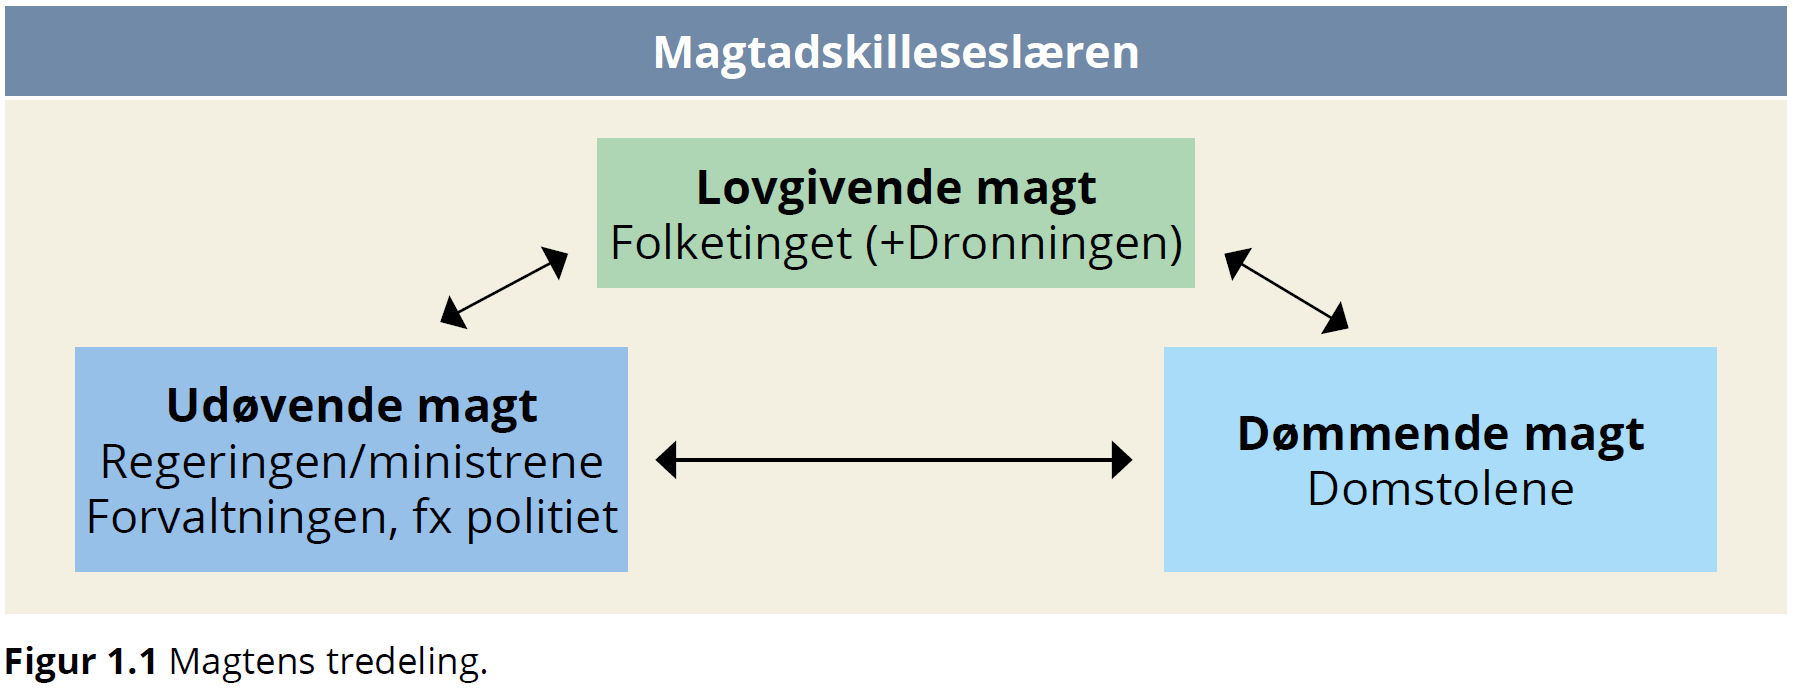 Magtadskilleseslæren
Lovgivende magt
Folketinget (+Dronningen)
Udøvende magt
Regeringen/ministrene
Forvaltningen, fx politiet
Dømmende magt
Domstolene
Figur 1.1 Magtens tredeling.